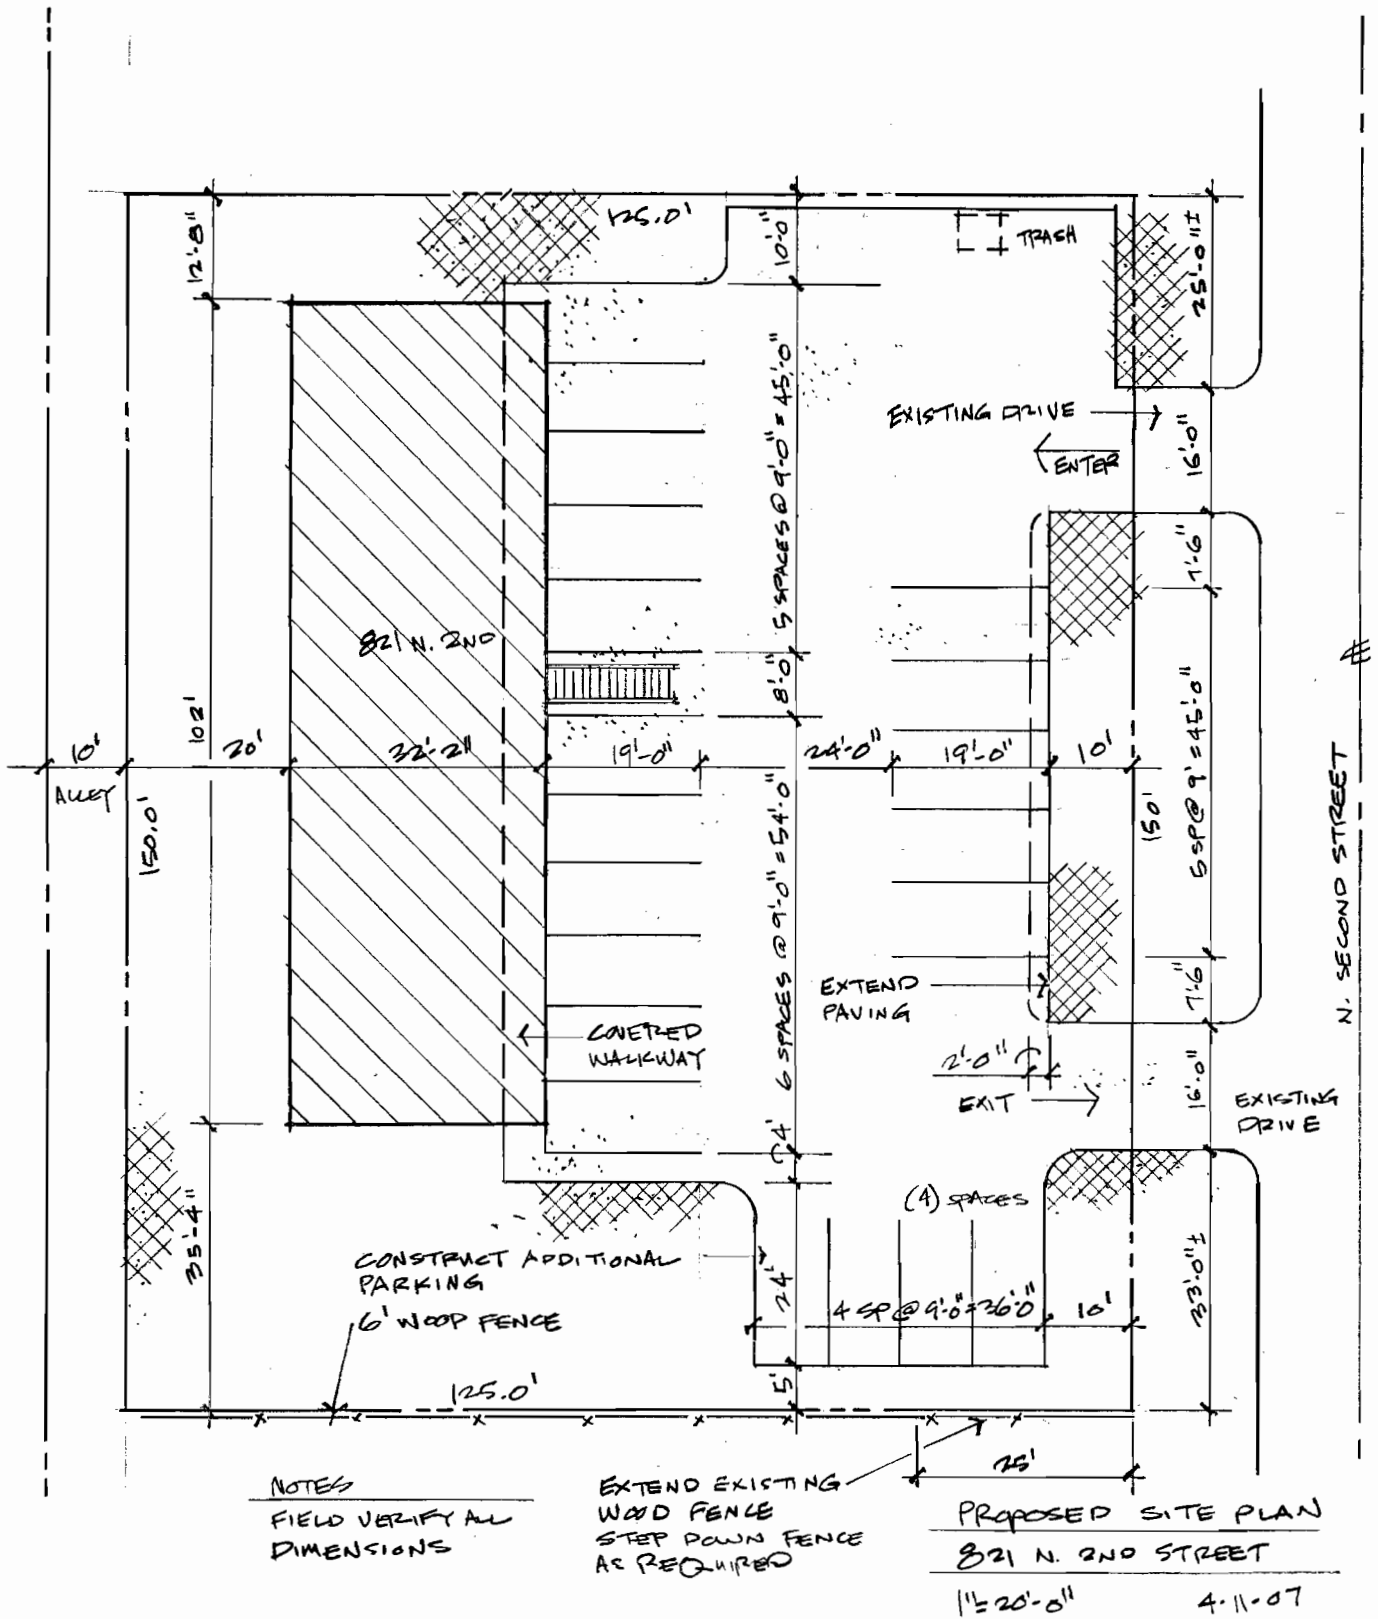 125.0'
12'-8"
10'-0"
TRASH
25'-0"±
5 SPACES @ 9'-0" = 45'-0"
EXISTING DRIVE
ENTER
16'-0"
7'-6"
821 N. 2ND
8'-0"
102'
10'
20'
32'-2"
19'-0"
24'-0"
19'-0"
10'
ALLEY
150.0'
150'
5 SP @ 9' = 45'-0"
N. SECOND STREET
6 SPACES @ 9'-0" = 54'-0"
EXTEND
PAVING
7'-6"
COVERED
WALKWAY
2'-0"
EXIT
16'-0"
EXISTING
DRIVE
4'
35'-4"
(4) SPACES
CONSTRUCT ADDITIONAL
PARKING
24'
23'-0"±
6' WOOD FENCE
4 SP @ 9'-0" = 36'-0"
10'
125.0'
5'
25'
NOTES
FIELD VERIFY ALL
DIMENSIONS
EXTEND EXISTING
WOOD FENCE
STEP DOWN FENCE
AS REQUIRED
PROPOSED SITE PLAN
821 N. 2ND STREET
1"=20'-0" 4-11-07